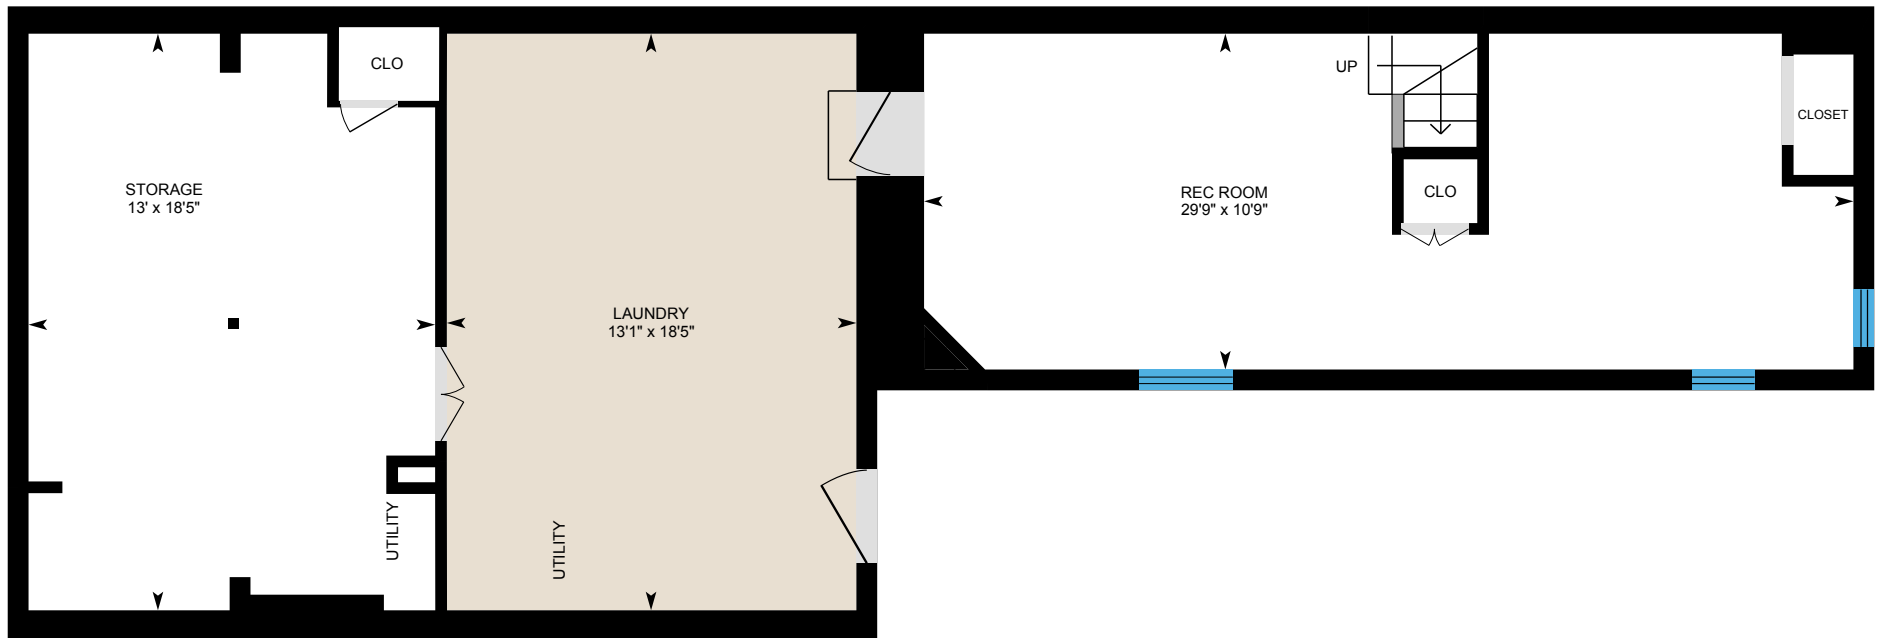 CLO
UP
CLOSET
STORAGE
13' x 18'5"
REC ROOM
29'9" x 10'9"
CLO
LAUNDRY
13'1" x 18'5"
UTILITY
UTILITY